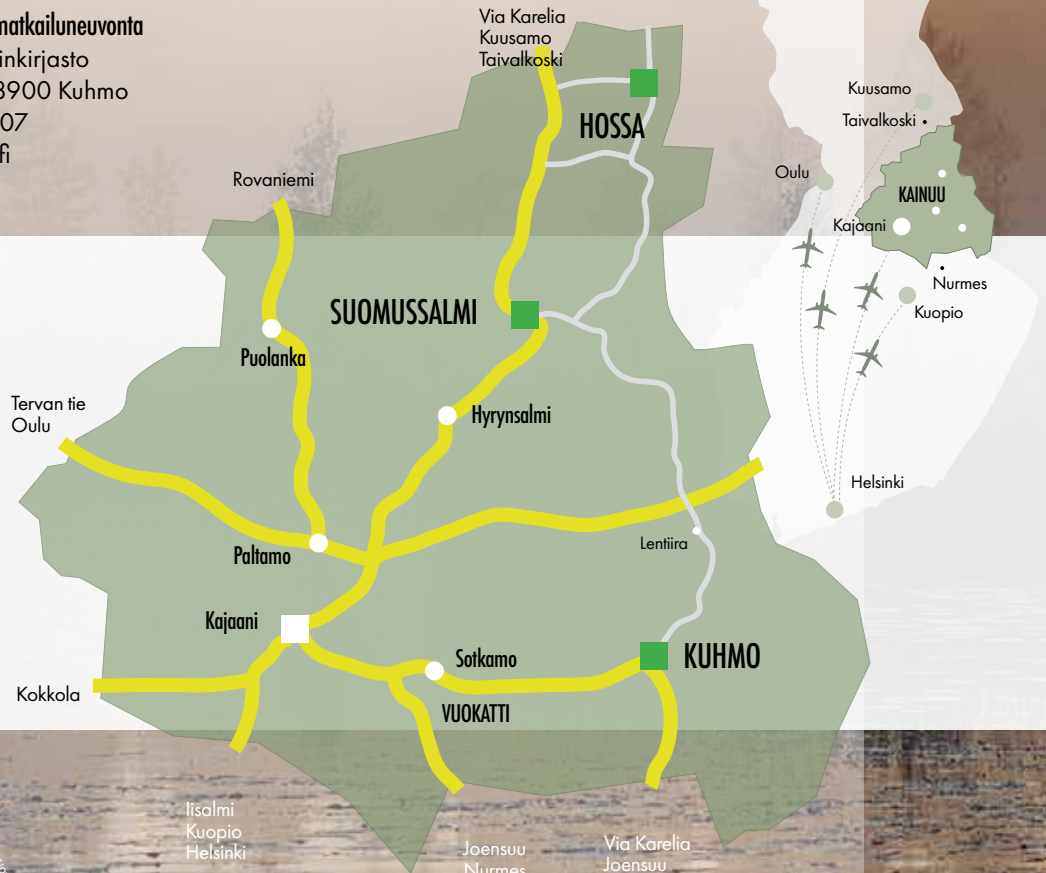 matkailuneuvonta
inkirjasto
3900 Kuhmo
07
fi
Via Karelia
Kuusamo
Taivalkoski
HOSSA
Rovaniemi
SUOMUSSALMI
Puolanka
Tervan tie
Oulu
Hyrynsalmi
Paltamo
Lentiira
Kajaani
Sotkamo
KUHMO
Kokkola
VUOKATTI
Iisalmi
Kuopio
Helsinki
Joensuu
Nurmes
Via Karelia
Joensuu
Kuusamo
Taivalkoski
Oulu
KAINUU
Kajaani
Nurmes
Kuopio
Helsinki